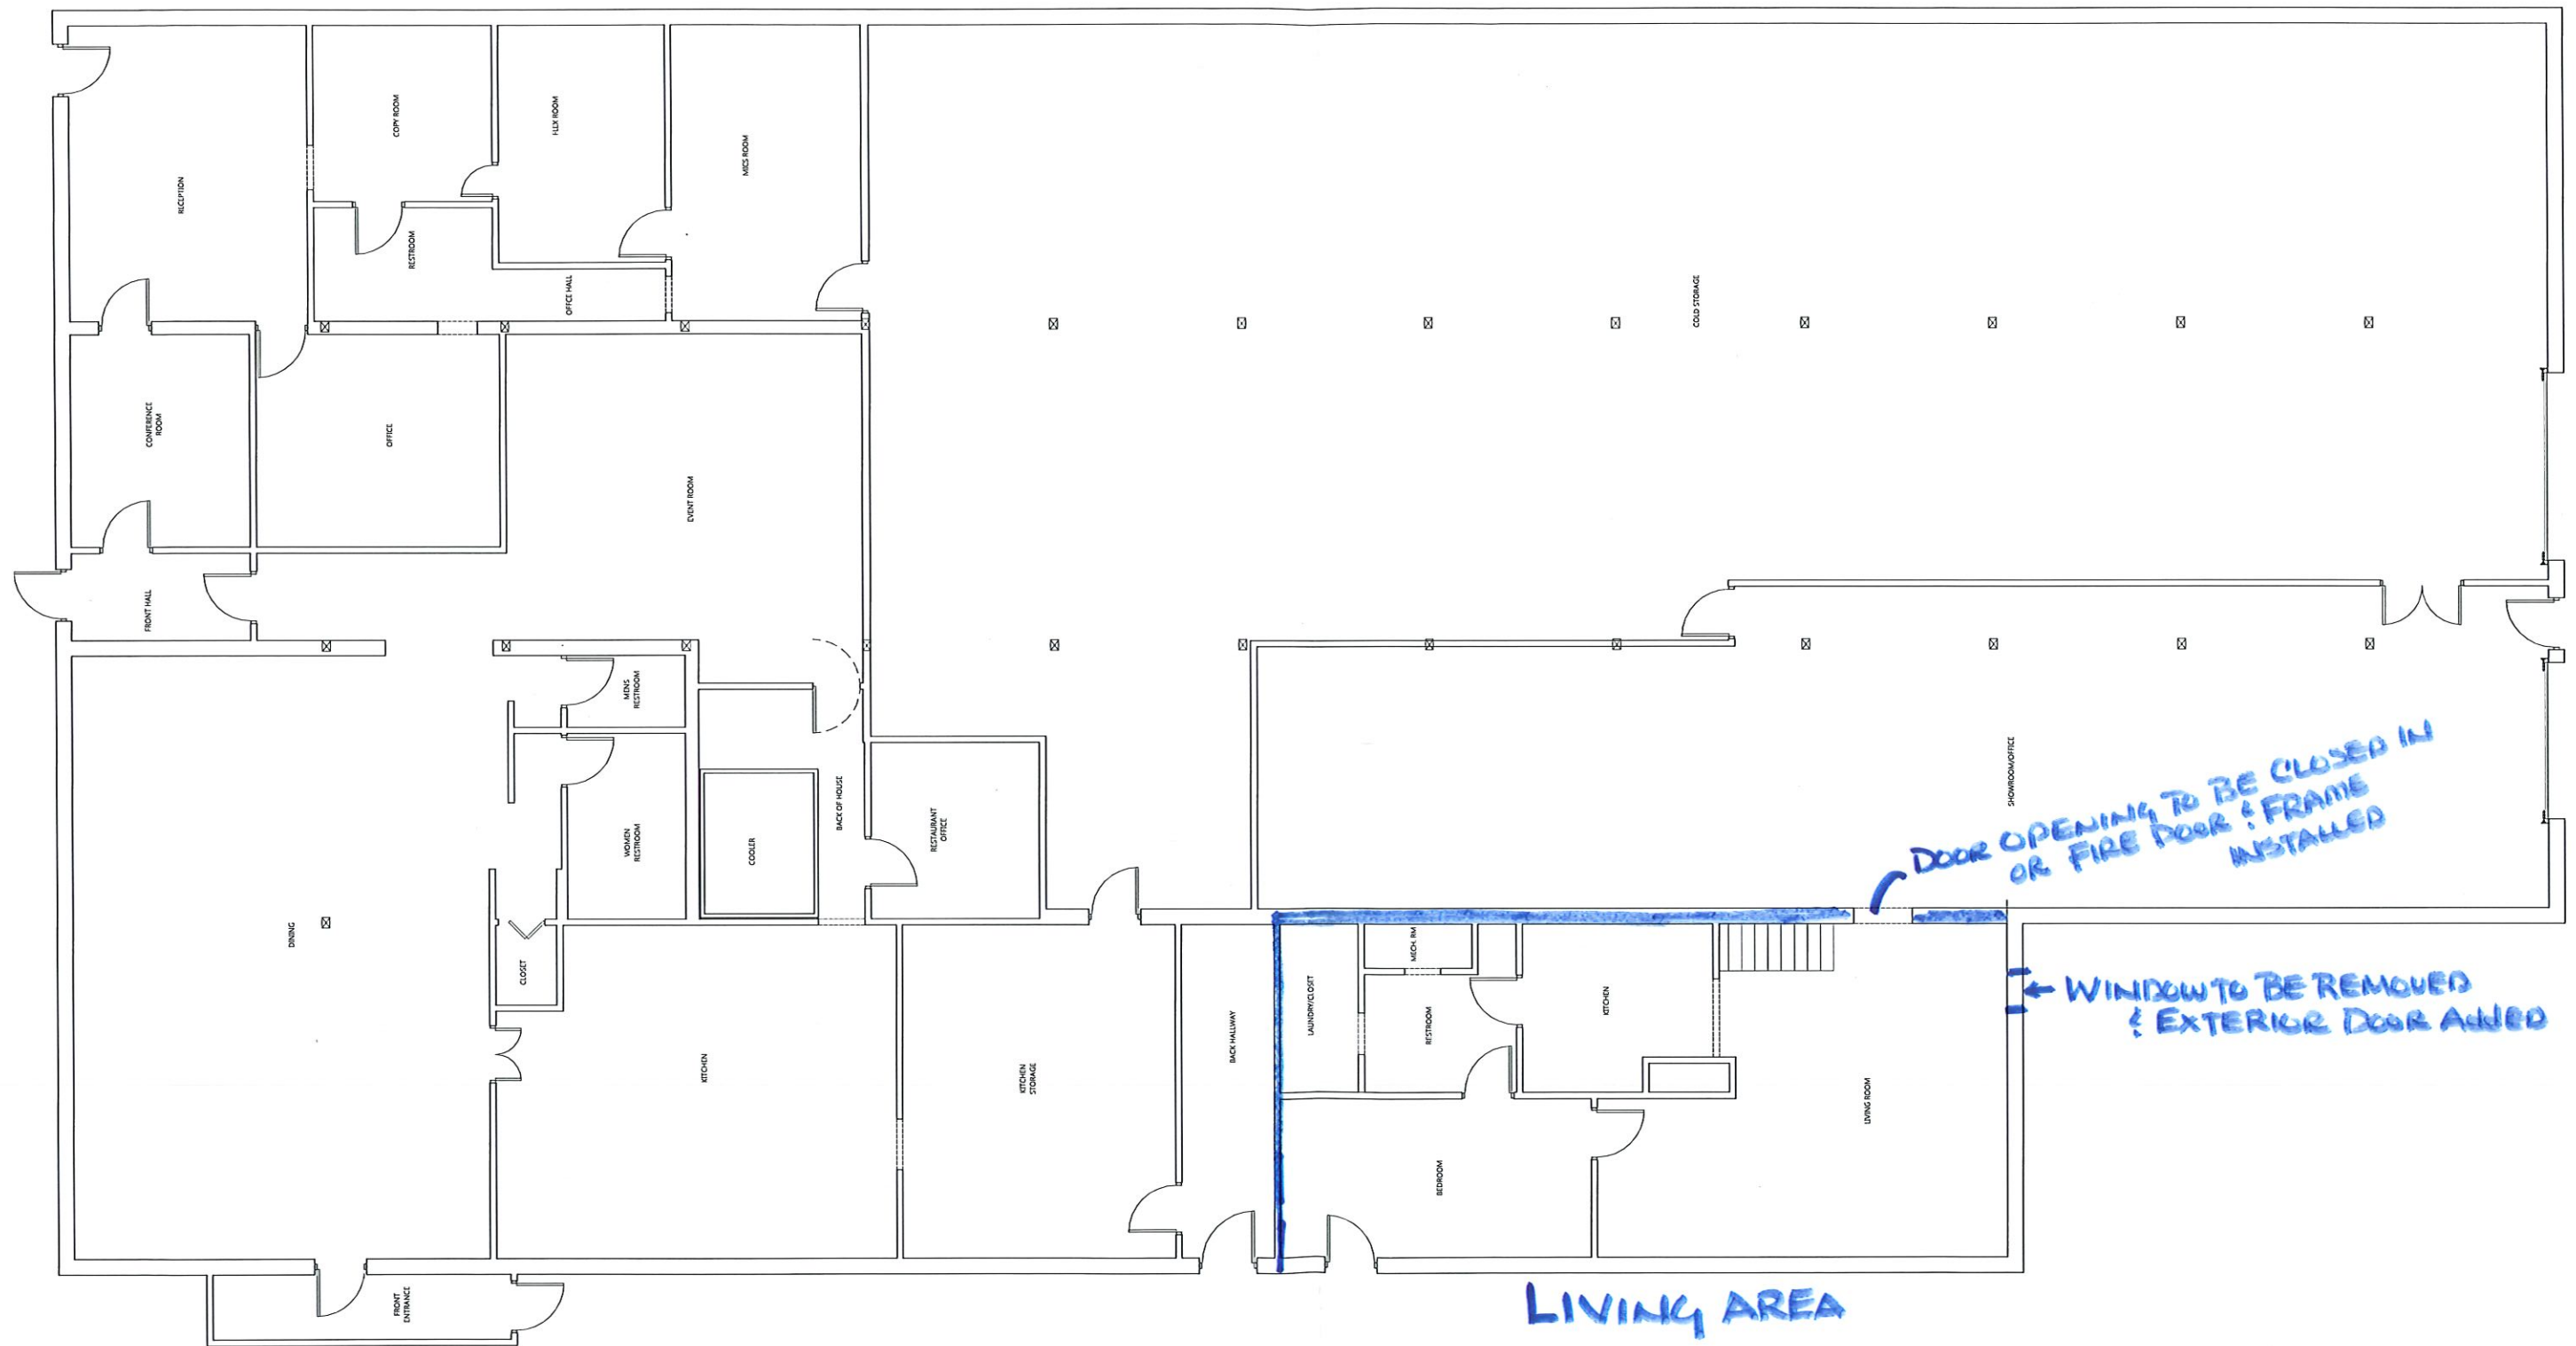 COPY ROOM
FLEX ROOM
MICS ROOM
RECEPTION
RESTROOM
OFFCE HALL
COLD STORAGE
CONFERENCE
ROOM
OFFICE
EVENT ROOM
FRONT HALL
MENS
RESTROOM
WOMEN
RESTROOM
COOLER
BACK OF HOUSE
RESTAURANT
OFFICE
SHOWROOM/OFFICE
DOOR OPENING TO BE CLOSED IN
OR FIRE DOOR & FRAME
INSTALLED
DINING
CLOSET
KITCHEN
KITCHEN
STORAGE
BACK HALLWAY
LAUNDRY/CLOSET
MECH. RM
RESTROOM
KITCHEN
WINDOW TO BE REMOVED
& EXTERIOR DOOR ADDED
LIVING ROOM
BEDROOM
FRONT
ENTRANCE
LIVING AREA